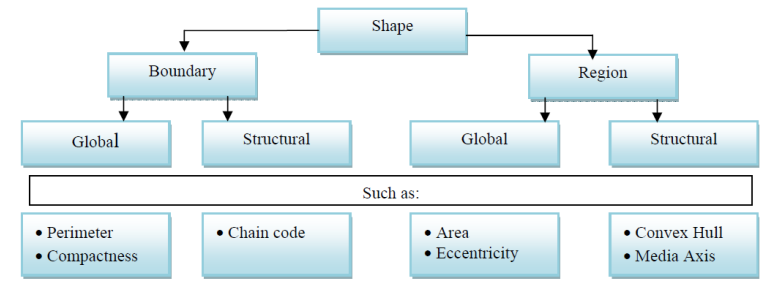 Shape
Boundary
Region
Global
Structural
Global
Structural
Such as:
• Perimeter
• Compactness
• Chain code
• Area
• Eccentricity
• Convex Hull
• Media Axis